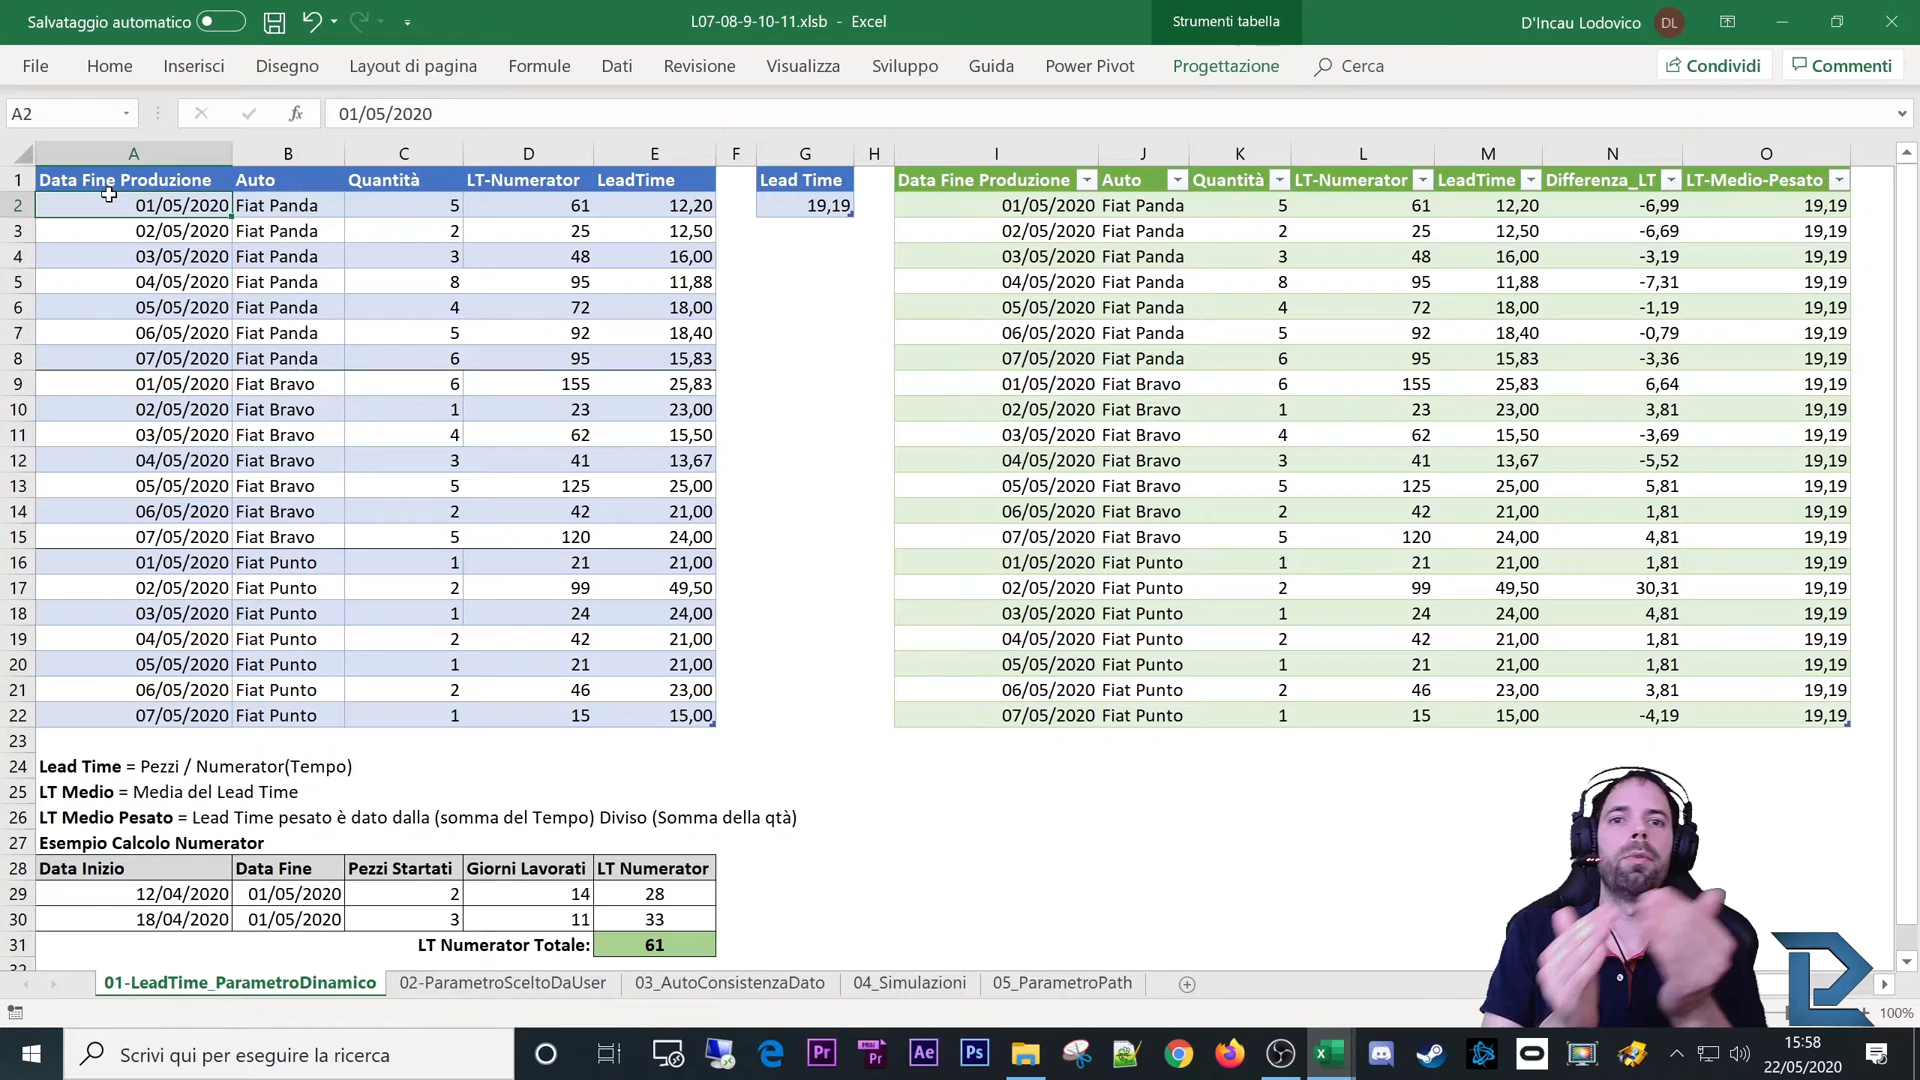 Salvataggio automatico L07-08-9-10-11.xlsb - Excel Strumenti tabella D'Incau Lodovico DL
File Home Inserisci Disegno Layout di pagina Formule Dati Revisione Visualizza Sviluppo Guida Power Pivot Progettazione Cerca Condividi Commenti
A2 fx 01/05/2020
A B C D E F G H I J K L M N O
1 Data Fine Produzione Auto Quantità LT-Numerator LeadTime Lead Time Data Fine Produzione Auto Quantità LT-Numerator LeadTime Differenza_LT LT-Medio-Pesato
2 01/05/2020 Fiat Panda 5 61 12,20 19,19 01/05/2020 Fiat Panda 5 61 12,20 -6,99 19,19
3 02/05/2020 Fiat Panda 2 25 12,50 02/05/2020 Fiat Panda 2 25 12,50 -6,69 19,19
4 03/05/2020 Fiat Panda 3 48 16,00 03/05/2020 Fiat Panda 3 48 16,00 -3,19 19,19
5 04/05/2020 Fiat Panda 8 95 11,88 04/05/2020 Fiat Panda 8 95 11,88 -7,31 19,19
6 05/05/2020 Fiat Panda 4 72 18,00 05/05/2020 Fiat Panda 4 72 18,00 -1,19 19,19
7 06/05/2020 Fiat Panda 5 92 18,40 06/05/2020 Fiat Panda 5 92 18,40 -0,79 19,19
8 07/05/2020 Fiat Panda 6 95 15,83 07/05/2020 Fiat Panda 6 95 15,83 -3,36 19,19
9 01/05/2020 Fiat Bravo 6 155 25,83 01/05/2020 Fiat Bravo 6 155 25,83 6,64 19,19
10 02/05/2020 Fiat Bravo 1 23 23,00 02/05/2020 Fiat Bravo 1 23 23,00 3,81 19,19
11 03/05/2020 Fiat Bravo 4 62 15,50 03/05/2020 Fiat Bravo 4 62 15,50 -3,69 19,19
12 04/05/2020 Fiat Bravo 3 41 13,67 04/05/2020 Fiat Bravo 3 41 13,67 -5,52 19,19
13 05/05/2020 Fiat Bravo 5 125 25,00 05/05/2020 Fiat Bravo 5 125 25,00 5,81 19,19
14 06/05/2020 Fiat Bravo 2 42 21,00 06/05/2020 Fiat Bravo 2 42 21,00 1,81 19,19
15 07/05/2020 Fiat Bravo 5 120 24,00 07/05/2020 Fiat Bravo 5 120 24,00 4,81 19,19
16 01/05/2020 Fiat Punto 1 21 21,00 01/05/2020 Fiat Punto 1 21 21,00 1,81 19,19
17 02/05/2020 Fiat Punto 2 99 49,50 02/05/2020 Fiat Punto 2 99 49,50 30,31 19,19
18 03/05/2020 Fiat Punto 1 24 24,00 03/05/2020 Fiat Punto 1 24 24,00 4,81 19,19
19 04/05/2020 Fiat Punto 2 42 21,00 04/05/2020 Fiat Punto 2 42 21,00 1,81 19,19
20 05/05/2020 Fiat Punto 1 21 21,00 05/05/2020 Fiat Punto 1 21 21,00 1,81 19,19
21 06/05/2020 Fiat Punto 2 46 23,00 06/05/2020 Fiat Punto 2 46 23,00 3,81 19,19
22 07/05/2020 Fiat Punto 1 15 15,00 07/05/2020 Fiat Punto 1 15 15,00 -4,19 19,19
23
24 Lead Time = Pezzi / Numerator(Tempo)
25 LT Medio = Media del Lead Time
26 LT Medio Pesato = Lead Time pesato è dato dalla (somma del Tempo) Diviso (Somma della qtà)
27 Esempio Calcolo Numerator
28 Data Inizio Data Fine Pezzi Startati Giorni Lavorati LT Numerator
29 12/04/2020 01/05/2020 2 14 28
30 18/04/2020 01/05/2020 3 11 33
31 LT Numerator Totale: 61
32
01-LeadTime_ParametroDinamico 02-ParametroSceltoDaUser 03_AutoConsistenzaDato 04_Simulazioni 05_ParametroPath
100%
Scrivi qui per eseguire la ricerca Pr PROJ Pr Ae Ps 15:58
22/05/2020